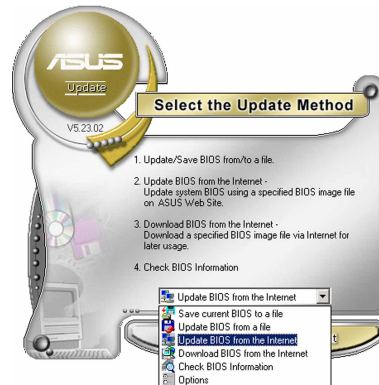 ASUS
Update
V5.23.02
Select the Update Method
1. Update/Save BIOS from/to a file.
2. Update BIOS from the Internet -
Update system BIOS using a specified BIOS image file
on ASUS Web Site.
3. Download BIOS from the Internet -
Download a specified BIOS image file via Internet for
later usage.
4. Check BIOS Information
Update BIOS from the Internet
Save current BIOS to a file
Update BIOS from a file
Update BIOS from the Internet
Download BIOS from the Internet
Check BIOS Information
Options